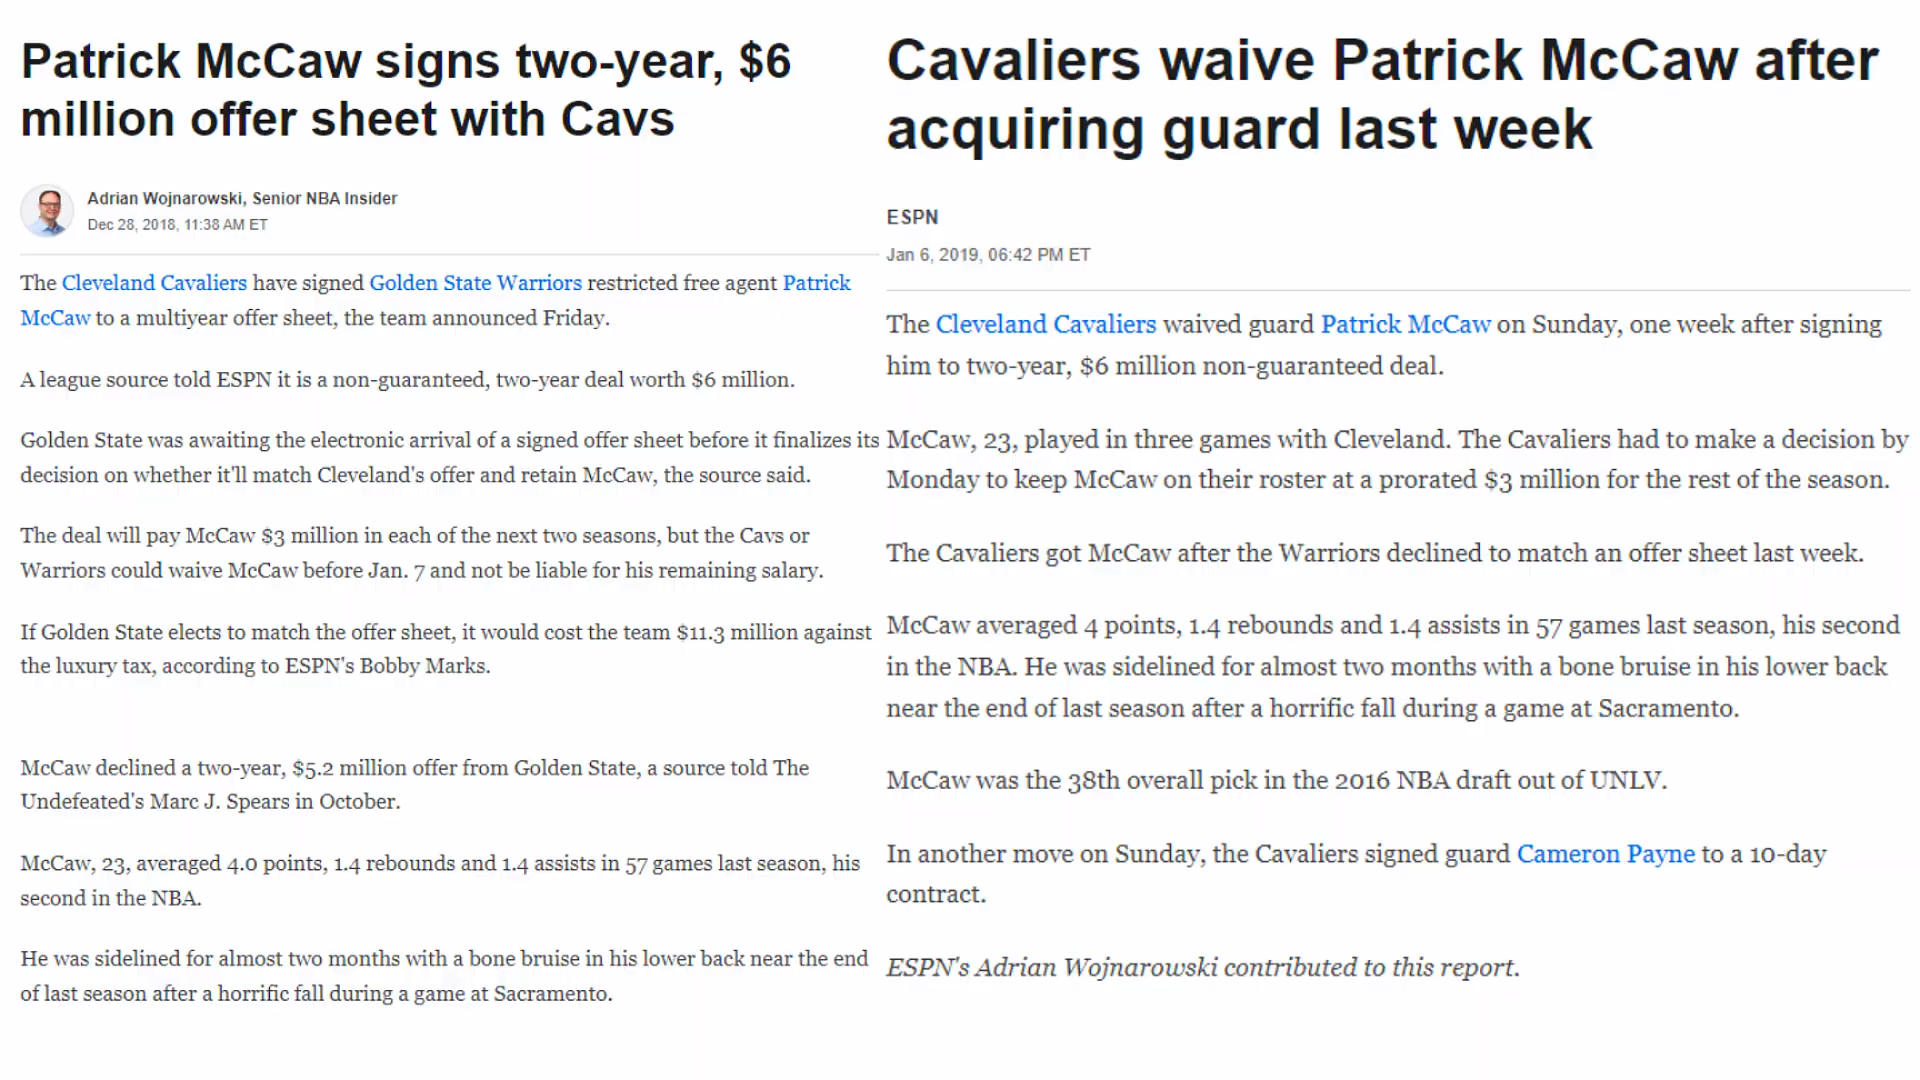 Patrick McCaw signs two-year, $6
million offer sheet with Cavs
Adrian Wojnarowski, Senior NBA Insider
Dec 28, 2018, 11:38 AM ET
The Cleveland Cavaliers have signed Golden State Warriors restricted free agent Patrick
McCaw to a multiyear offer sheet, the team announced Friday.
A league source told ESPN it is a non-guaranteed, two-year deal worth $6 million.
Golden State was awaiting the electronic arrival of a signed offer sheet before it finalizes its
decision on whether it'll match Cleveland's offer and retain McCaw, the source said.
The deal will pay McCaw $3 million in each of the next two seasons, but the Cavs or
Warriors could waive McCaw before Jan. 7 and not be liable for his remaining salary.
If Golden State elects to match the offer sheet, it would cost the team $11.3 million against
the luxury tax, according to ESPN's Bobby Marks.
McCaw declined a two-year, $5.2 million offer from Golden State, a source told The
Undefeated's Marc J. Spears in October.
McCaw, 23, averaged 4.0 points, 1.4 rebounds and 1.4 assists in 57 games last season, his
second in the NBA.
He was sidelined for almost two months with a bone bruise in his lower back near the end
of last season after a horrific fall during a game at Sacramento.
Cavaliers waive Patrick McCaw after
acquiring guard last week
ESPN
Jan 6, 2019, 06:42 PM ET
The Cleveland Cavaliers waived guard Patrick McCaw on Sunday, one week after signing
him to two-year, $6 million non-guaranteed deal.
McCaw, 23, played in three games with Cleveland. The Cavaliers had to make a decision by
Monday to keep McCaw on their roster at a prorated $3 million for the rest of the season.
The Cavaliers got McCaw after the Warriors declined to match an offer sheet last week.
McCaw averaged 4 points, 1.4 rebounds and 1.4 assists in 57 games last season, his second
in the NBA. He was sidelined for almost two months with a bone bruise in his lower back
near the end of last season after a horrific fall during a game at Sacramento.
McCaw was the 38th overall pick in the 2016 NBA draft out of UNLV.
In another move on Sunday, the Cavaliers signed guard Cameron Payne to a 10-day
contract.
ESPN's Adrian Wojnarowski contributed to this report.